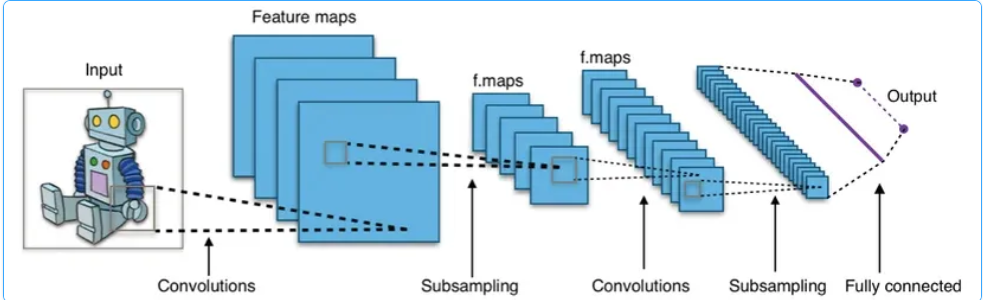 Feature maps
Input
f.maps
f.maps
Output
Convolutions
Subsampling
Convolutions
Subsampling
Fully connected